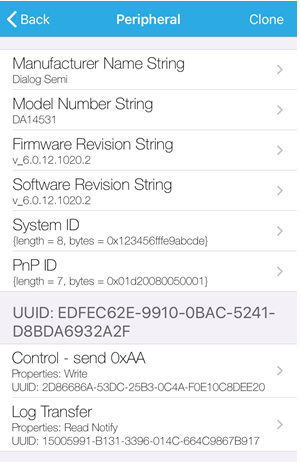 Back Peripheral Clone
Manufacturer Name String
Dialog Semi
Model Number String
DA14531
Firmware Revision String
v_6.0.12.1020.2
Software Revision String
v_6.0.12.1020.2
System ID
{length = 8, bytes = 0x123456fffe9abcde}
PnP ID
{length = 7, bytes = 0x01d20080050001}
UUID: EDFEC62E-9910-0BAC-5241-
D8BDA6932A2F
Control - send 0xAA
Properties: Write
UUID: 2D86686A-53DC-25B3-0C4A-F0E10C8DEE20
Log Transfer
Properties: Read Notify
UUID: 15005991-B131-3396-014C-664C9867B917